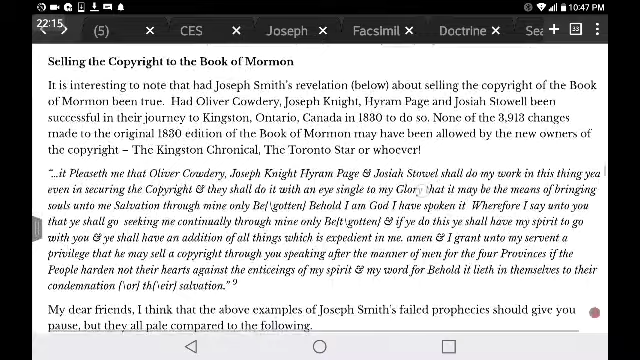 22:15
10:47 PM
(5) × CES × Joseph × Facsimil × Doctrine × Sea + 33
Selling the Copyright to the Book of Mormon
It is interesting to note that had Joseph Smith's revelation (below) about selling the copyright of the Book
of Mormon been true. Had Oliver Cowdery, Joseph Knight, Hyram Page and Josiah Stowell been
successful in their journey to Kingston, Ontario, Canada in 1830 to do so. None of the 3,913 changes
made to the original 1830 edition of the Book of Mormon may have been allowed by the new owners of
the copyright – The Kingston Chronical, The Toronto Star or whoever!
"...it Pleaseth me that Oliver Cowdery, Joseph Knight Hyram Page & Josiah Stowel shall do my work in this thing yea
even in securing the Copyright & they shall do it with an eye single to my Glory that it may be the means of bringing
souls unto me Salvation through mine only Be{\gotten} Behold I am God I have spoken it Wherefore I say unto you
that ye shall go seeking me continually through mine only Be{t\gotten} & if ye do this ye shall have my spirit to go
with you & ye shall have an addition of all things which is expedient in me. amen & I grant unto my servent a
privilege that he may sell a copyright through you speaking after the manner of men for the four Provinces if the
People harden not their hearts against the enticeings of my spirit & my word for Behold it lieth in themselves to their
condemnation {\or} th{\eir} salvation." 9
My dear friends, I think that the above examples of Joseph Smith's failed prophecies should give you
pause, but they all pale compared to the following.